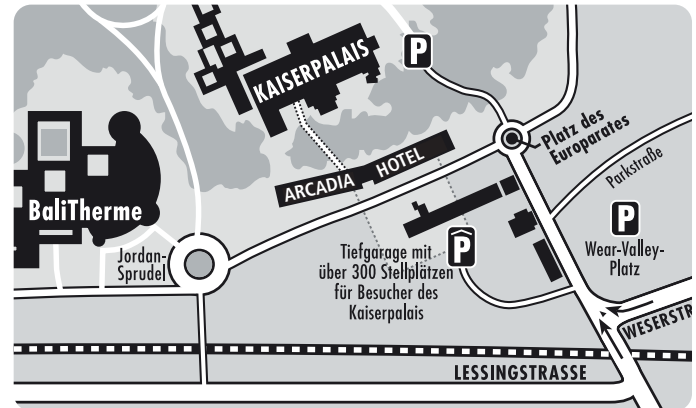 P
KAISERPALAIS
Platz des
Europarates
ARCADIA HOTEL
Parkstraße
BaliTherme
P
Wear-Valley-
Platz
Jordan-
Sprudel
P
Tiefgarage mit
über 300 Stellplätzen
für Besucher des
Kaiserpalais
WESERSTR
LESSINGSTRASSE